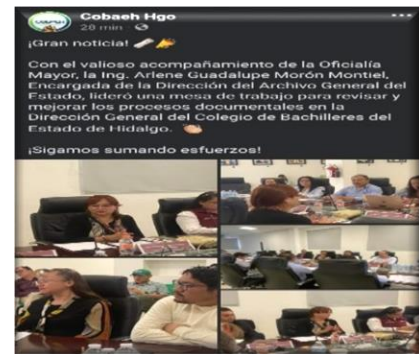 Cobaeh Hgo
28 min
¡Gran noticia!
Con el valioso acompañamiento de la Oficialía
Mayor, la Ing. Arlene Guadalupe Morón Montiel,
Encargada de la Dirección del Archivo General del
Estado, lideró una mesa de trabajo para revisar y
mejorar los procesos documentales en la
Dirección General del Colegio de Bachilleres del
Estado de Hidalgo.
¡Sigamos sumando esfuerzos!